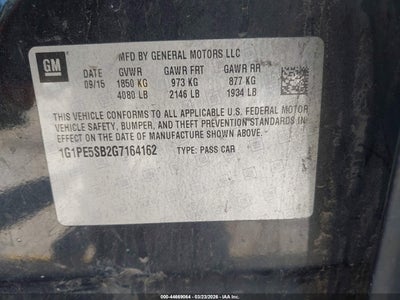 GM
MFD BY GENERAL MOTORS LLC
DATE GVWR GAWR FRT GAWR RR
09/15 1850 KG 973 KG 877 KG
4080 LB 2146 LB 1934 LB
THIS VEHICLE CONFORMS TO ALL APPLICABLE U.S. FEDERAL MOTOR
VEHICLE SAFETY, BUMPER, AND THEFT PREVENTION STANDARDS IN
EFFECT ON THE DATE OF MANUFACTURE SHOWN ABOVE.
1G1PE5SB2G7164162 TYPE: PASS CAR
000-44669064 - 03/23/2026 - IAA